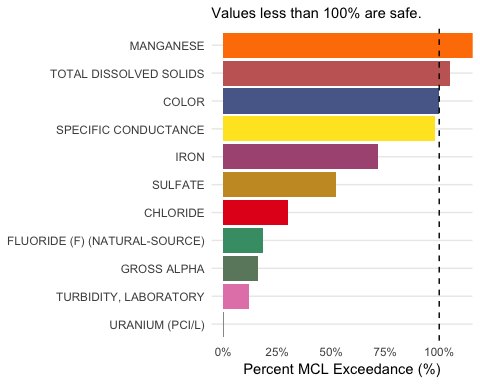 Values less than 100% are safe.
MANGANESE
TOTAL DISSOLVED SOLIDS
COLOR
SPECIFIC CONDUCTANCE
IRON
SULFATE
CHLORIDE
FLUORIDE (F) (NATURAL-SOURCE)
GROSS ALPHA
TURBIDITY, LABORATORY
URANIUM (PCI/L)
0% 25% 50% 75% 100%
Percent MCL Exceedance (%)